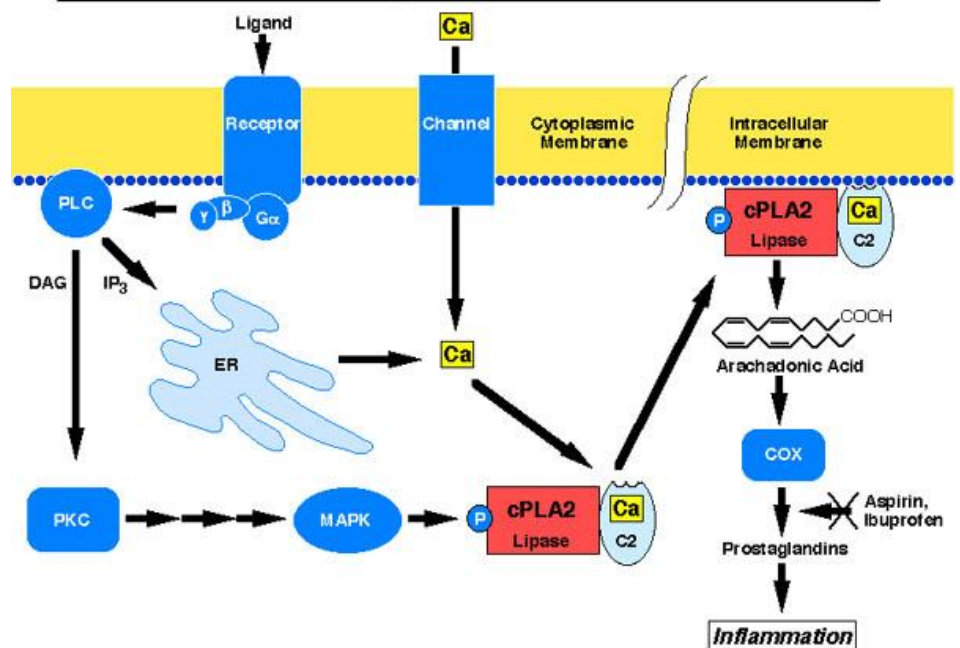 Ligand
Ca
Receptor
Channel
Cytoplasmic
Membrane
Intracellular
Membrane
PLC
γ
β
Gα
P
cPLA2
Lipase
Ca
C2
DAG
IP3
COOH
ER
Ca
Arachadonic Acid
COX
PKC
MAPK
P
cPLA2
Lipase
Ca
C2
Aspirin,
Ibuprofen
Prostaglandins
Inflammation